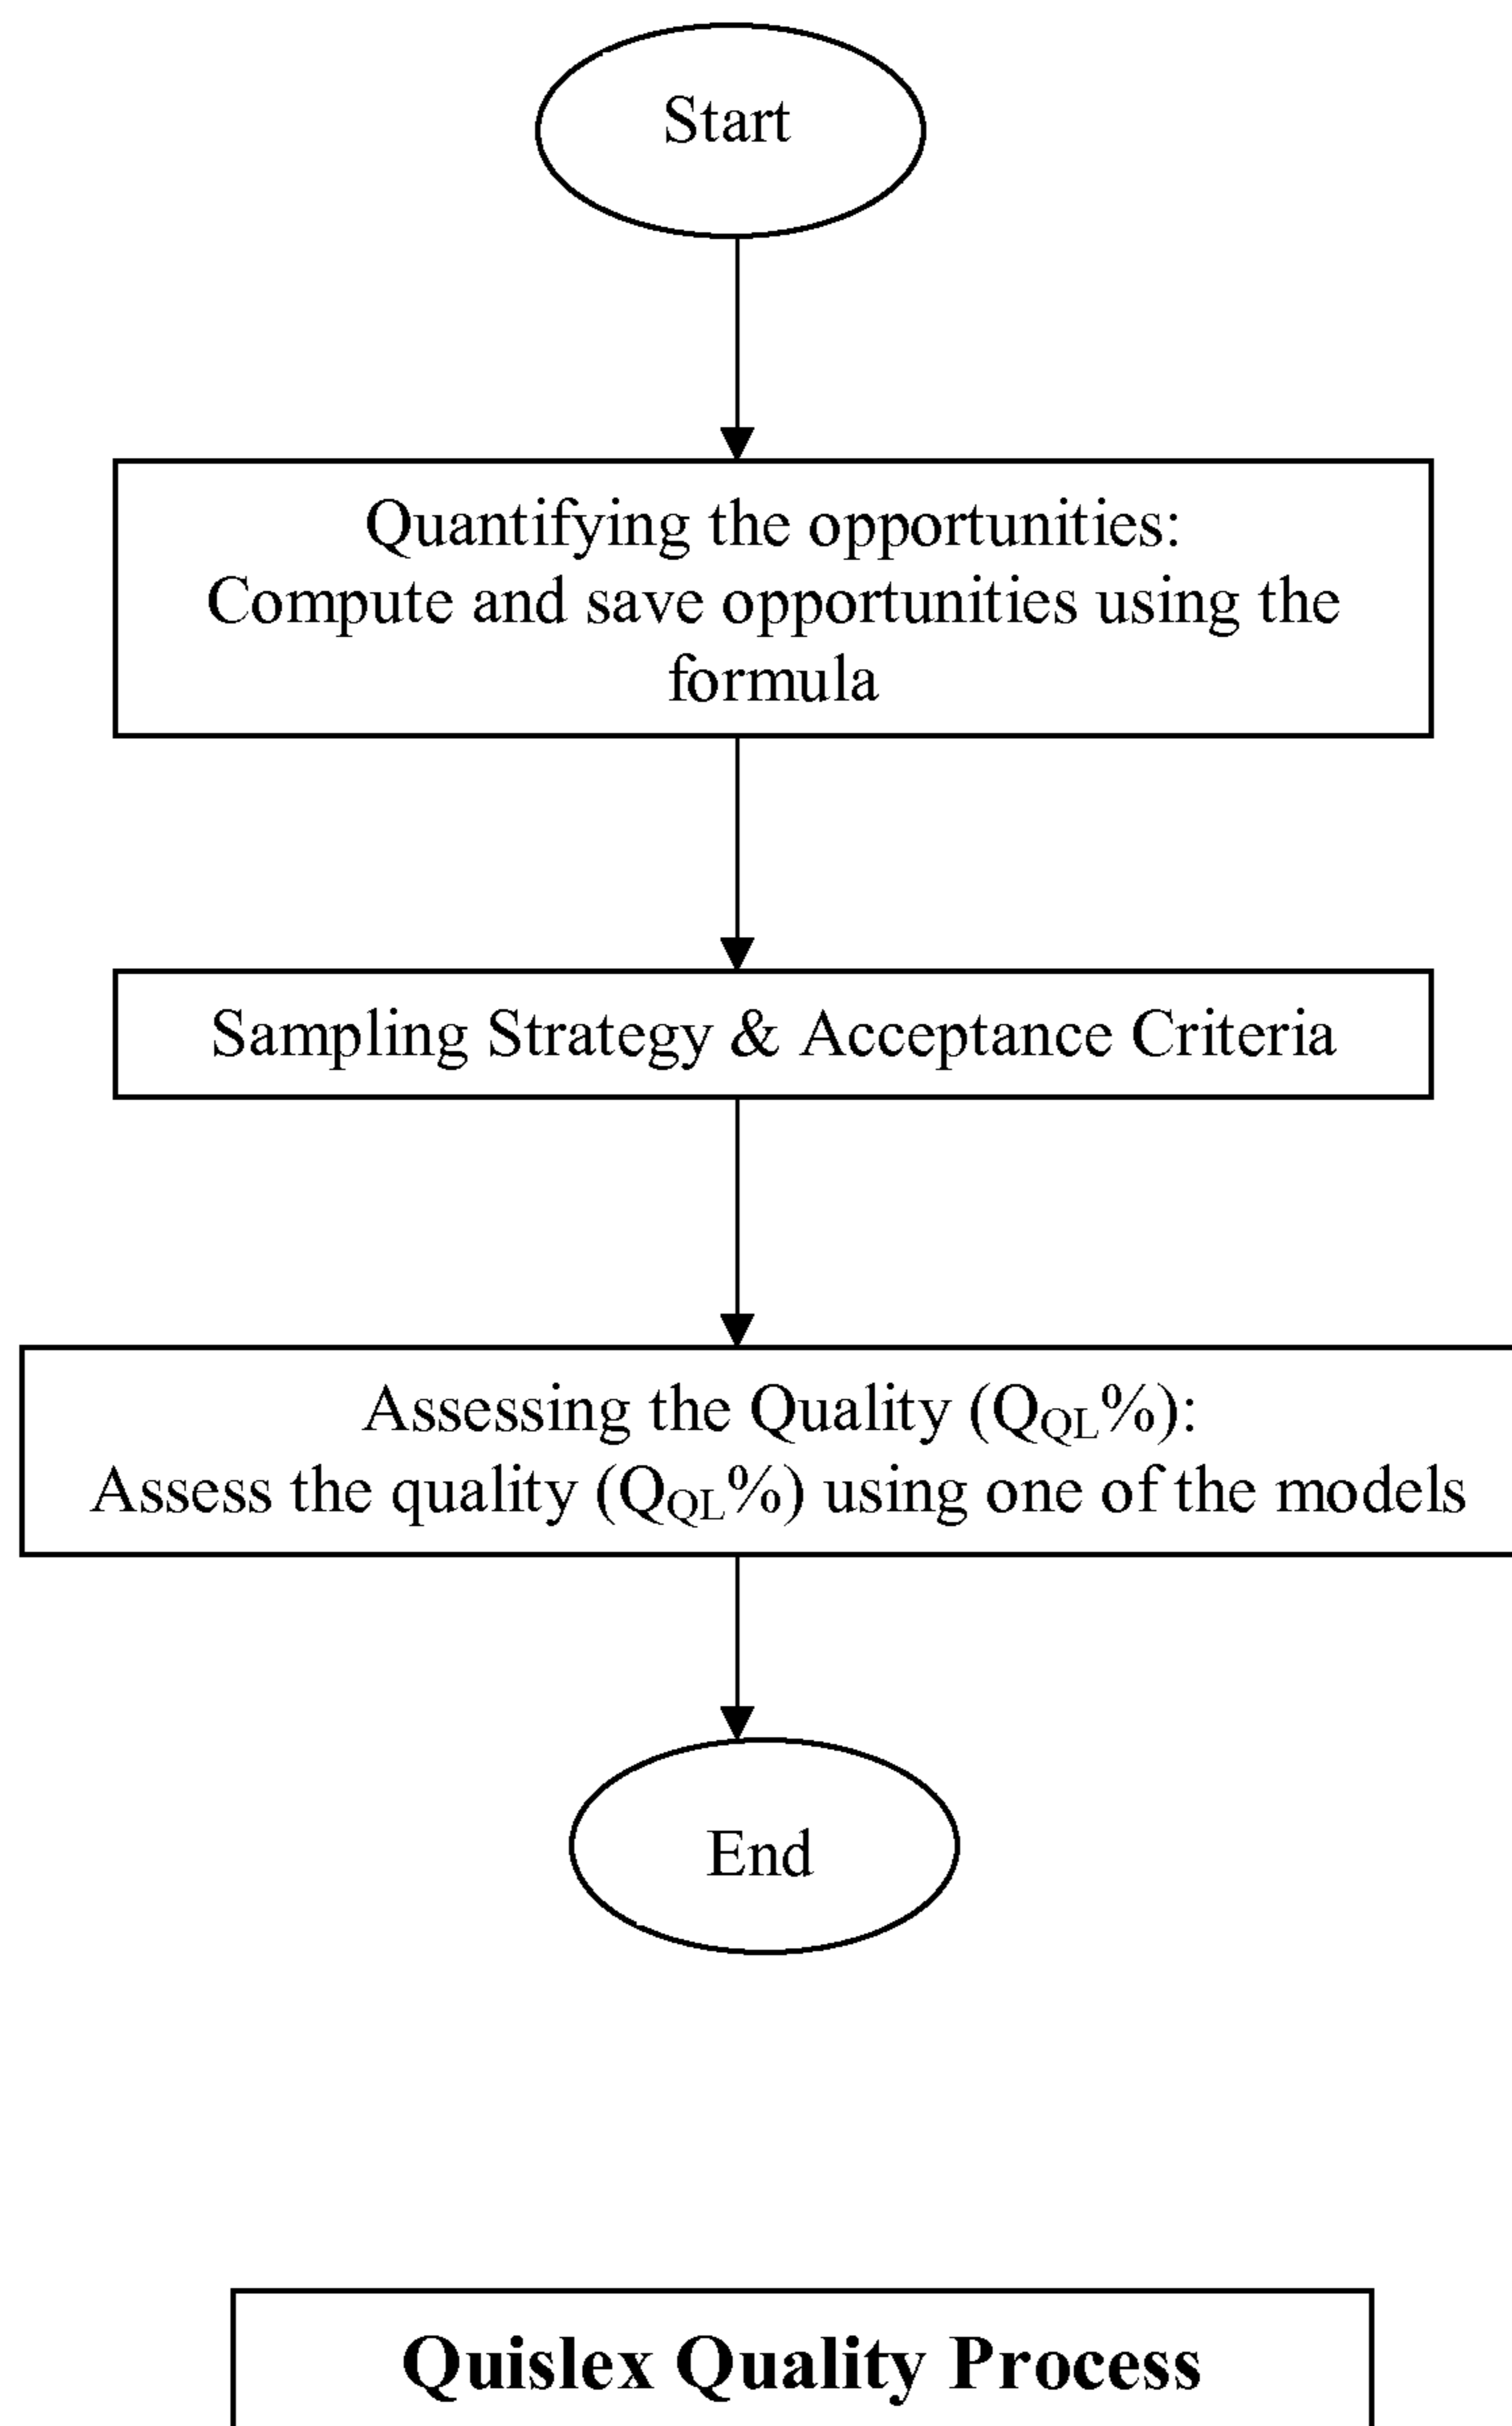 Start
Quantifying the opportunities:
Compute and save opportunities using the
formula
Sampling Strategy & Acceptance Criteria
Assessing the Quality (QQL%):
Assess the quality (QQL%) using one of the models
End
Quislex Quality Process